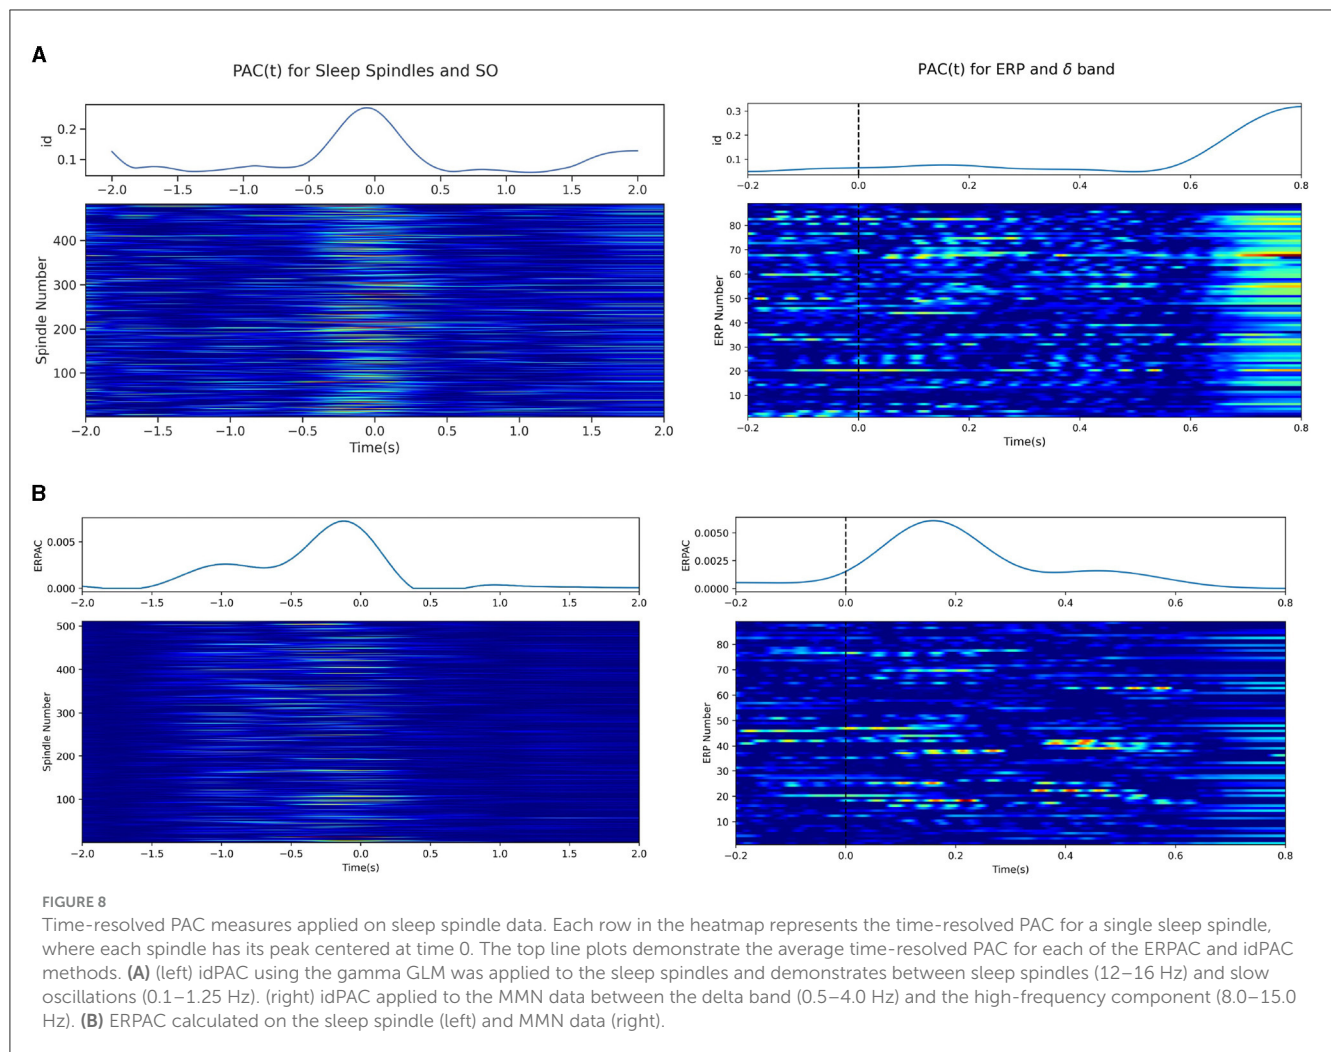 A
PAC(t) for Sleep Spindles and SO
id
0.2
0.1
−2.0 −1.5 −1.0 −0.5 0.0 0.5 1.0 1.5 2.0
Spindle Number
400
300
200
100
−2.0 −1.5 −1.0 −0.5 0.0 0.5 1.0 1.5 2.0
Time(s)
PAC(t) for ERP and δ band
id
0.3
0.2
0.1
−0.2 0.0 0.2 0.4 0.6 0.8
ERP Number
80
70
60
50
40
30
20
10
−0.2 0.0 0.2 0.4 0.6 0.8
Time(s)
B
ERPAC
0.005
0.000
−2.0 −1.5 −1.0 −0.5 0.0 0.5 1.0 1.5 2.0
Spindle Number
500
400
300
200
100
−2.0 −1.5 −1.0 −0.5 0.0 0.5 1.0 1.5 2.0
Time(s)
ERPAC
0.0050
0.0025
0.0000
−0.2 0.0 0.2 0.4 0.6 0.8
ERP Number
80
70
60
50
40
30
20
10
−0.2 0.0 0.2 0.4 0.6 0.8
Time(s)
FIGURE 8
Time-resolved PAC measures applied on sleep spindle data. Each row in the heatmap represents the time-resolved PAC for a single sleep spindle,
where each spindle has its peak centered at time 0. The top line plots demonstrate the average time-resolved PAC for each of the ERPAC and idPAC
methods. (A) (left) idPAC using the gamma GLM was applied to the sleep spindles and demonstrates between sleep spindles (12–16 Hz) and slow
oscillations (0.1–1.25 Hz). (right) idPAC applied to the MMN data between the delta band (0.5–4.0 Hz) and the high-frequency component (8.0–15.0
Hz). (B) ERPAC calculated on the sleep spindle (left) and MMN data (right).